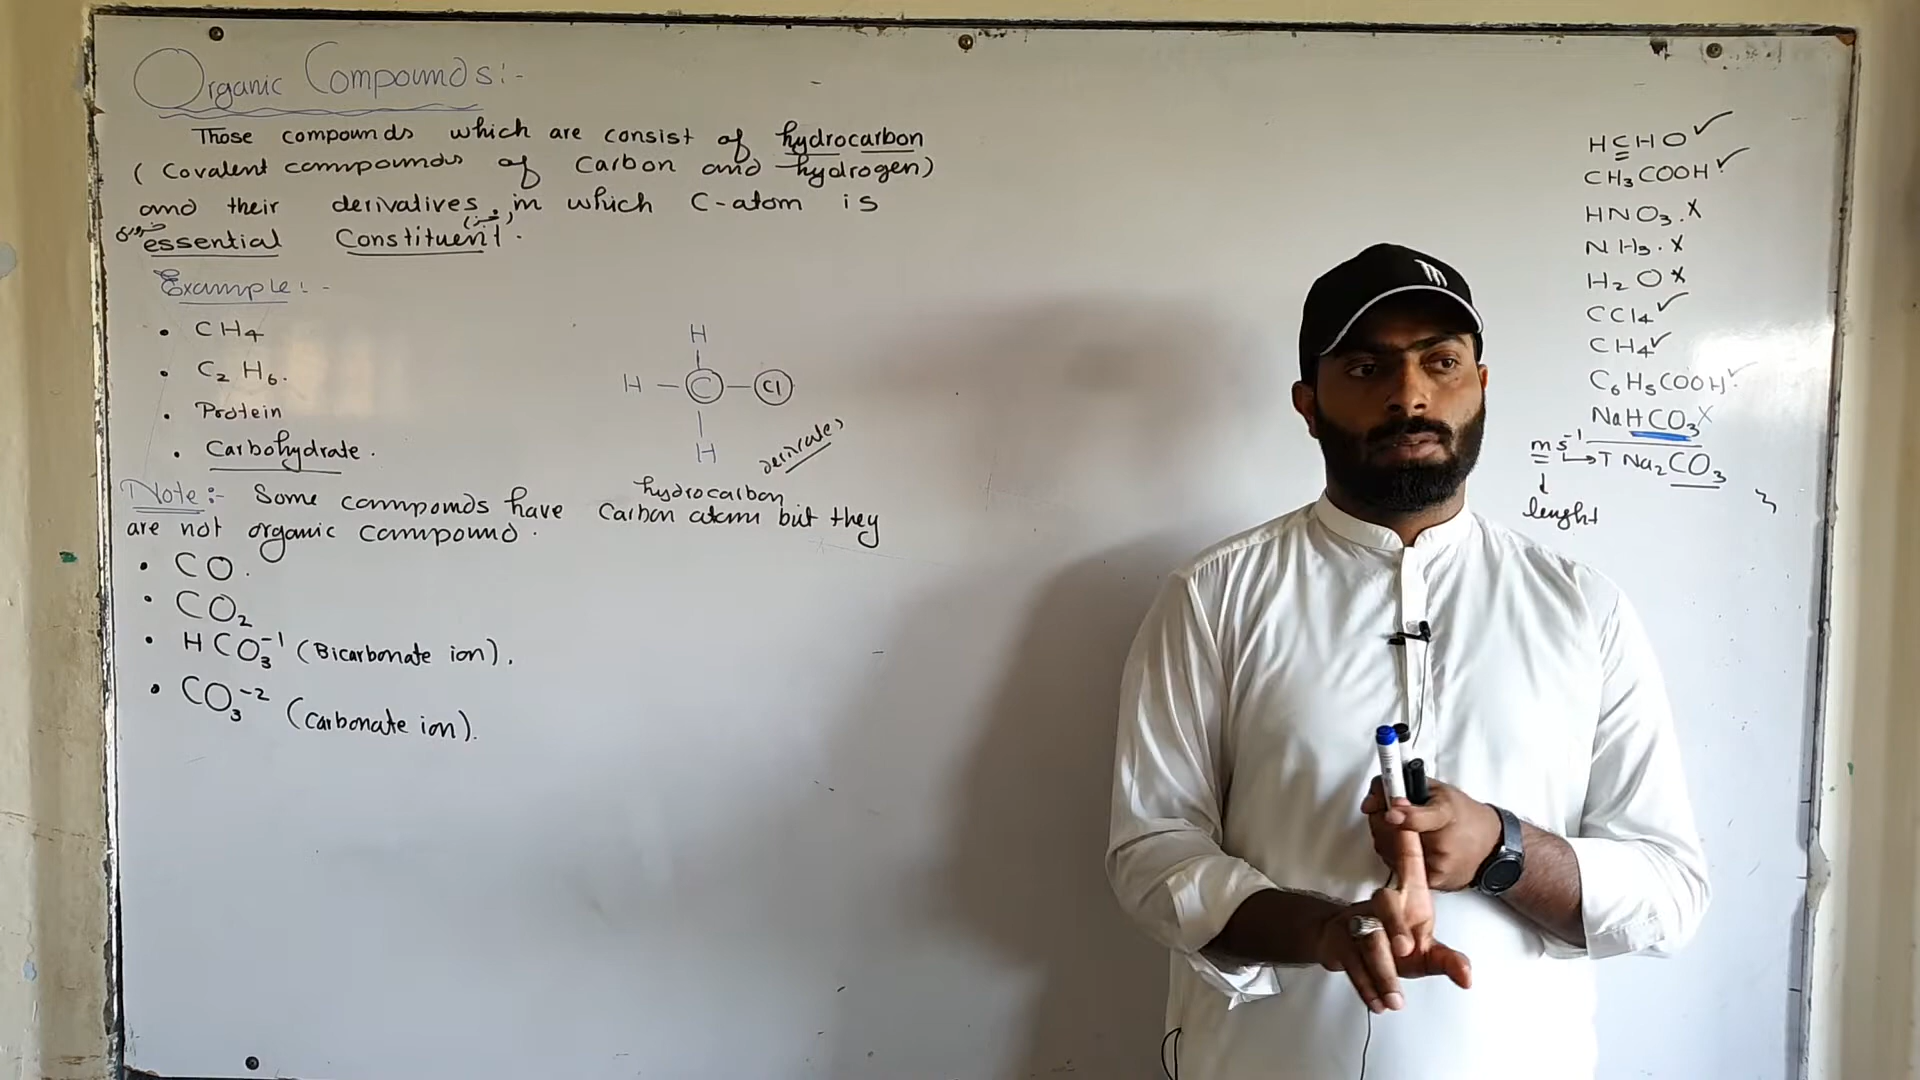 Organic Compounds:-
Those compounds which are consist of hydrocarbon
( Covalent compounds of Carbon and hydrogen)
and their derivatives, in which C-atom is
essential Constituent.
Example:-
• CH4
• C2 H6.
• Protein
• Carbohydrate.
H
H – C – Cl
H
derivates
hydrocarbon
Note:- Some compounds have Carbon atom but they
are not organic compound.
• CO.
• CO2
• HCO3-1 (Bicarbonate ion).
• CO3-2 (Carbonate ion).
HCHO ✓
CH3COOH ✓
HNO3. X
NH3. X
H2O X
CCl4 ✓
CH4 ✓
C6H5COOH ✓
NaHCO3 X
m s-1 → T Na2CO3
lenght